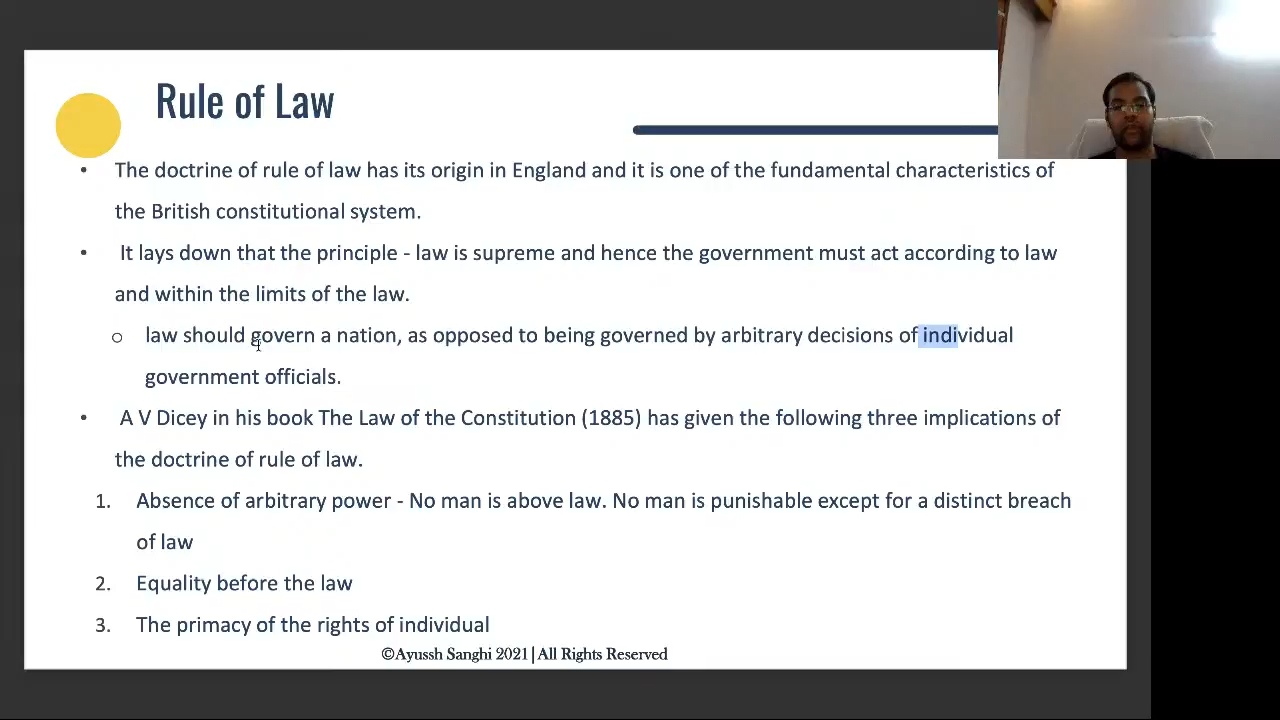 Rule of Law
• The doctrine of rule of law has its origin in England and it is one of the fundamental characteristics of
the British constitutional system.
• It lays down that the principle - law is supreme and hence the government must act according to law
and within the limits of the law.
o law should govern a nation, as opposed to being governed by arbitrary decisions of individual
government officials.
• A V Dicey in his book The Law of the Constitution (1885) has given the following three implications of
the doctrine of rule of law.
1. Absence of arbitrary power - No man is above law. No man is punishable except for a distinct breach
of law
2. Equality before the law
3. The primacy of the rights of individual
©Ayussh Sanghi 2021| All Rights Reserved